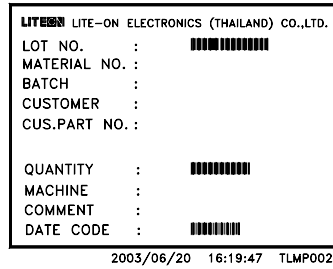 LITEON LITE-ON ELECTRONICS (THAILAND) CO.,LTD.
LOT NO. :
MATERIAL NO. :
BATCH :
CUSTOMER :
CUS.PART NO. :
QUANTITY :
MACHINE :
COMMENT :
DATE CODE :
2003/06/20 16:19:47 TLMP002